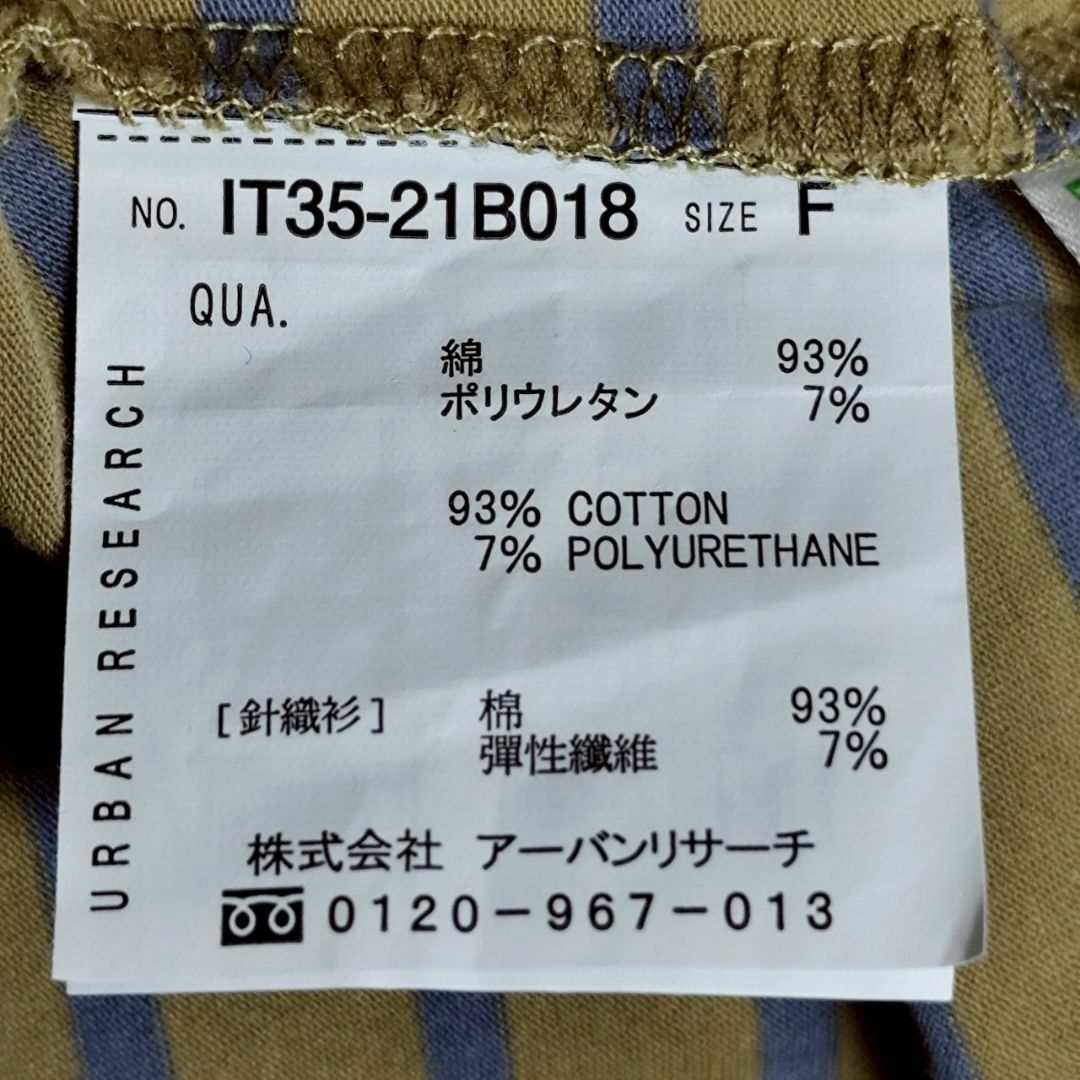 NO. IT35-21B018 SIZE F
QUA.
綿 93%
ポリウレタン 7%
93% COTTON
7% POLYURETHANE
[針織衫] 棉 93%
彈性纖維 7%
株式会社 アーバンリサーチ
0120-967-013
URBAN RESEARCH